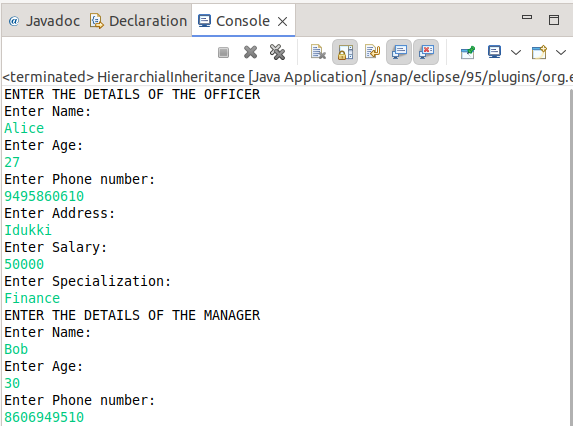 Javadoc Declaration Console
<terminated> HierarchialInheritance [Java Application] /snap/eclipse/95/plugins/org.e
ENTER THE DETAILS OF THE OFFICER
Enter Name:
Alice
Enter Age:
27
Enter Phone number:
9495860610
Enter Address:
Idukki
Enter Salary:
50000
Enter Specialization:
Finance
ENTER THE DETAILS OF THE MANAGER
Enter Name:
Bob
Enter Age:
30
Enter Phone number:
8606949510